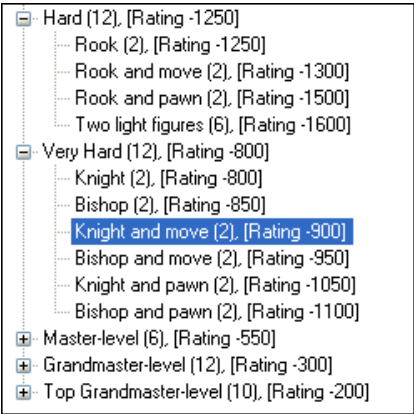 Hard (12), [Rating -1250]
Rook (2), [Rating -1250]
Rook and move (2), [Rating -1300]
Rook and pawn (2), [Rating -1500]
Two light figures (6), [Rating -1600]
Very Hard (12), [Rating -800]
Knight (2), [Rating -800]
Bishop (2), [Rating -850]
Knight and move (2), [Rating -900]
Bishop and move (2), [Rating -950]
Knight and pawn (2), [Rating -1050]
Bishop and pawn (2), [Rating -1100]
Master-level (6), [Rating -550]
Grandmaster-level (12), [Rating -300]
Top Grandmaster-level (10), [Rating -200]